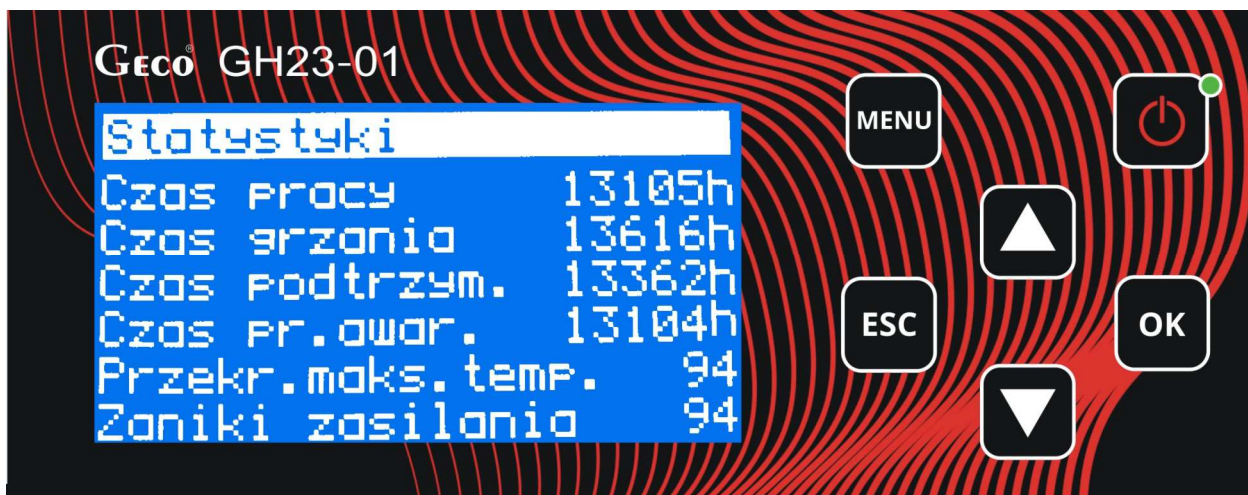 GECO® GH23-01
Statystyki
Czas pracy 13105h
Czas grzania 13616h
Czas podtrzym. 13362h
Czas pr.awar. 13104h
Przekr.maks.temp. 94
Zaniki zasilania 94
MENU
ESC
OK